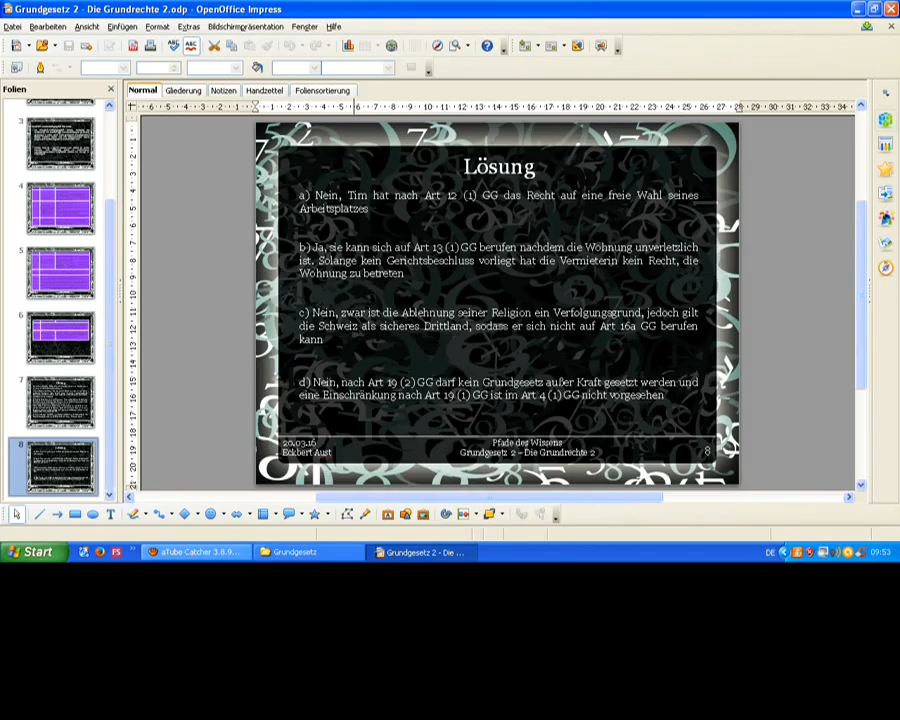 Grundgesetz 2 - Die Grundrechte 2.odp - OpenOffice Impress
Datei Bearbeiten Ansicht Einfügen Format Extras Bildschirmpräsentation Fenster Hilfe
Folien
Normal Gliederung Notizen Handzettel Foliensortierung
3
4
5
6
7
8
Lösung
a) Nein, Tim hat nach Art 12 (1) GG das Recht auf eine freie Wahl seines
Arbeitsplatzes
b) Ja, sie kann sich auf Art 13 (1) GG berufen nachdem die Wohnung unverletzlich
ist. Solange kein Gerichtsbeschluss vorliegt hat die Vermieterin kein Recht, die
Wohnung zu betreten
c) Nein, zwar ist die Ablehnung seiner Religion ein Verfolgungsgrund, jedoch gilt
die Schweiz als sicheres Drittland, sodass er sich nicht auf Art 16a GG berufen
kann
d) Nein, nach Art 19 (2) GG darf kein Grundgesetz außer Kraft gesetzt werden und
eine Einschränkung nach Art 19 (1) GG ist im Art 4 (1) GG nicht vorgesehen
20.03.16
Eckbert Aust
Pfade des Wissens
Grundgesetz 2 – Die Grundrechte 2
8
Start
aTube Catcher 3.8.9...
Grundgesetz
Grundgesetz 2 - Die ...
DE
09:53